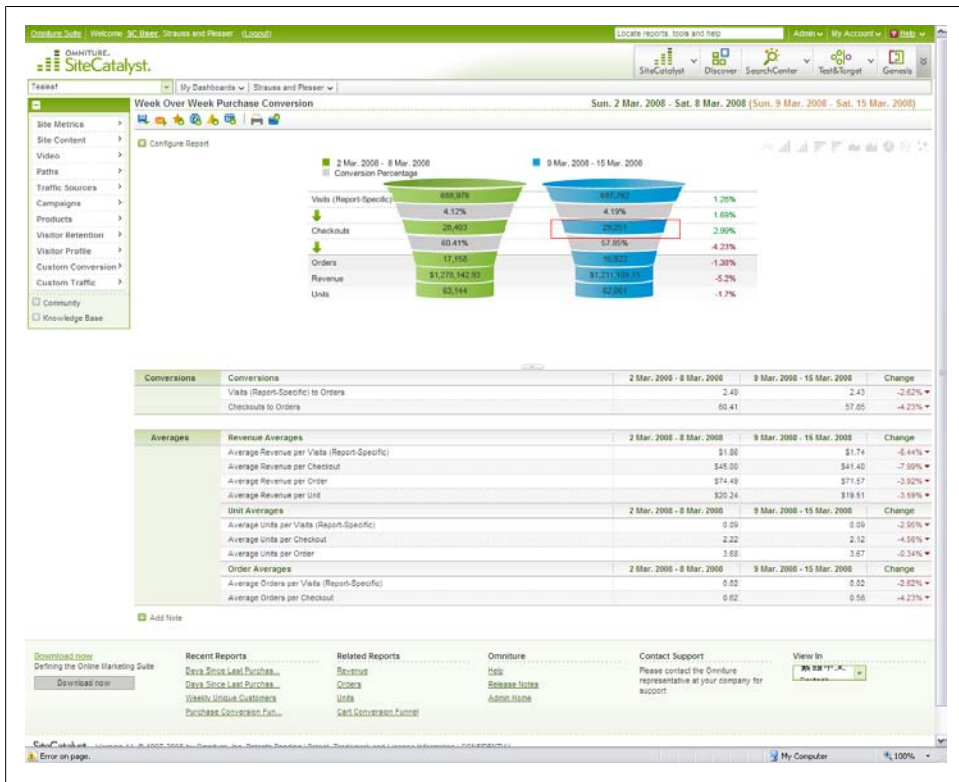 Omniture Suite Welcome SC User, Strauss and Plesser (Logout) Locate reports, tools and help Admin My Account Help
OMNITURE.
SiteCatalyst.
SiteCatalyst Discover SearchCenter Test&Target Genesis
My Dashboards Strauss and Plesser
Week Over Week Purchase Conversion Sun. 2 Mar. 2008 - Sat. 8 Mar. 2008 (Sun. 9 Mar. 2008 - Sat. 15 Mar. 2008)
Site Metrics
Site Content
Video
Paths
Traffic Sources
Campaigns
Products
Visitor Retention
Visitor Profile
Custom Conversion
Custom Traffic
Community
Knowledge Base
Configure Report
2 Mar. 2008 - 8 Mar. 2008 9 Mar. 2008 - 15 Mar. 2008
Conversion Percentage
Visits (Report-Specific) 1.28%
4.12% 4.19% 1.69%
Checkouts 28,403 29,251 2.99%
60.41% 57.85% -4.23%
Orders 17,158 16,922 -1.38%
Revenue $1,278,142.93 -5.2%
Units 63,144 -1.7%
Conversions Conversions 2 Mar. 2008 - 8 Mar. 2008 9 Mar. 2008 - 15 Mar. 2008 Change
Visits (Report-Specific) to Orders 2.49 2.43 -2.62%
Checkouts to Orders 60.41 57.85 -4.23%
Averages Revenue Averages 2 Mar. 2008 - 8 Mar. 2008 9 Mar. 2008 - 15 Mar. 2008 Change
Average Revenue per Visits (Report-Specific) $1.86 $1.74 -6.44%
Average Revenue per Checkout $45.00 $41.40 -7.99%
Average Revenue per Order $74.49 $71.57 -3.92%
Average Revenue per Unit $20.24 $19.51 -3.59%
Unit Averages 2 Mar. 2008 - 8 Mar. 2008 9 Mar. 2008 - 15 Mar. 2008 Change
Average Units per Visits (Report-Specific) 0.09 0.09 -2.95%
Average Units per Checkout 2.22 2.12 -4.56%
Average Units per Order 3.68 3.67 -0.34%
Order Averages 2 Mar. 2008 - 8 Mar. 2008 9 Mar. 2008 - 15 Mar. 2008 Change
Average Orders per Visits (Report-Specific) 0.02 0.02 -2.62%
Average Orders per Checkout 0.58 -4.23%
Add Note
Download now
Defining the Online Marketing Suite
Download now
Recent Reports
Days Since Last Purchas...
Days Since Last Purchas...
Weekly Unique Customers
Purchase Conversion Fun...
Related Reports
Revenue
Orders
Units
Cart Conversion Funnel
Omniture
Help
Release Notes
Admin Home
Contact Support
Please contact the Omniture
representative at your company for
support
View In
Error on page. My Computer 100%